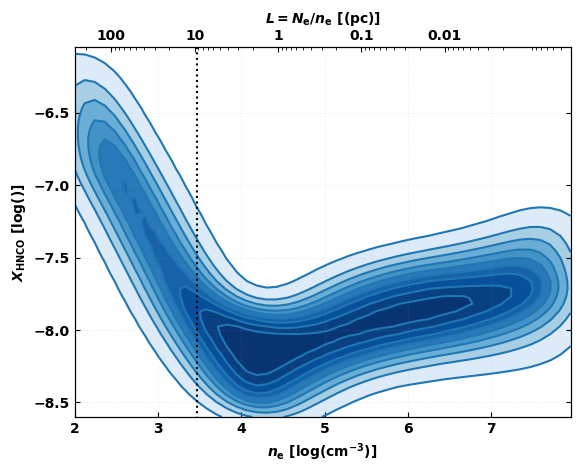 L = Nₑ/nₑ [(pc)]
100 10 1 0.1 0.01
X_HNCO [log()]
−6.5
−7.0
−7.5
−8.0
−8.5
2 3 4 5 6 7
nₑ [log(cm⁻³)]